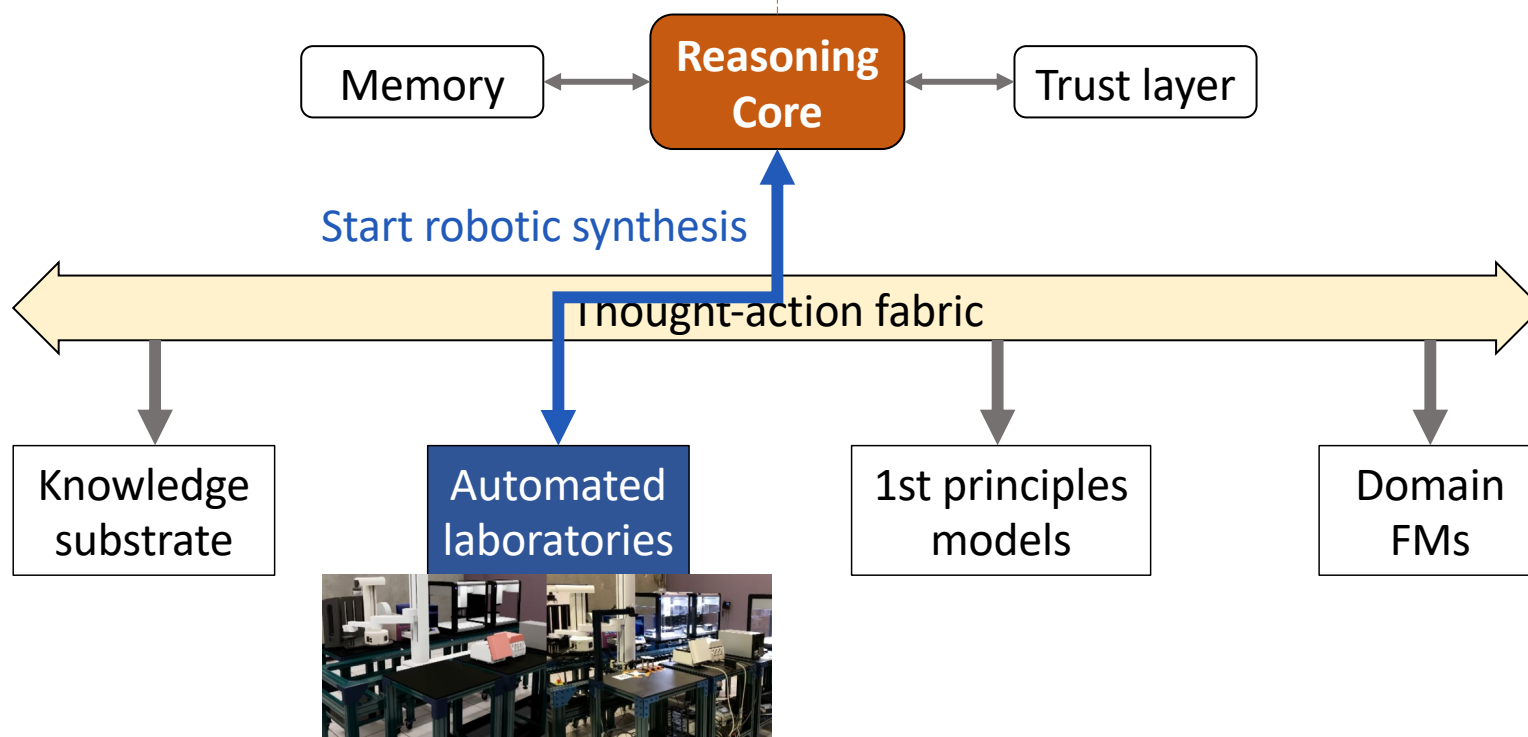 Memory
Reasoning
Core
Trust layer
Start robotic synthesis
Thought-action fabric
Knowledge
substrate
Automated
laboratories
1st principles
models
Domain
FMs